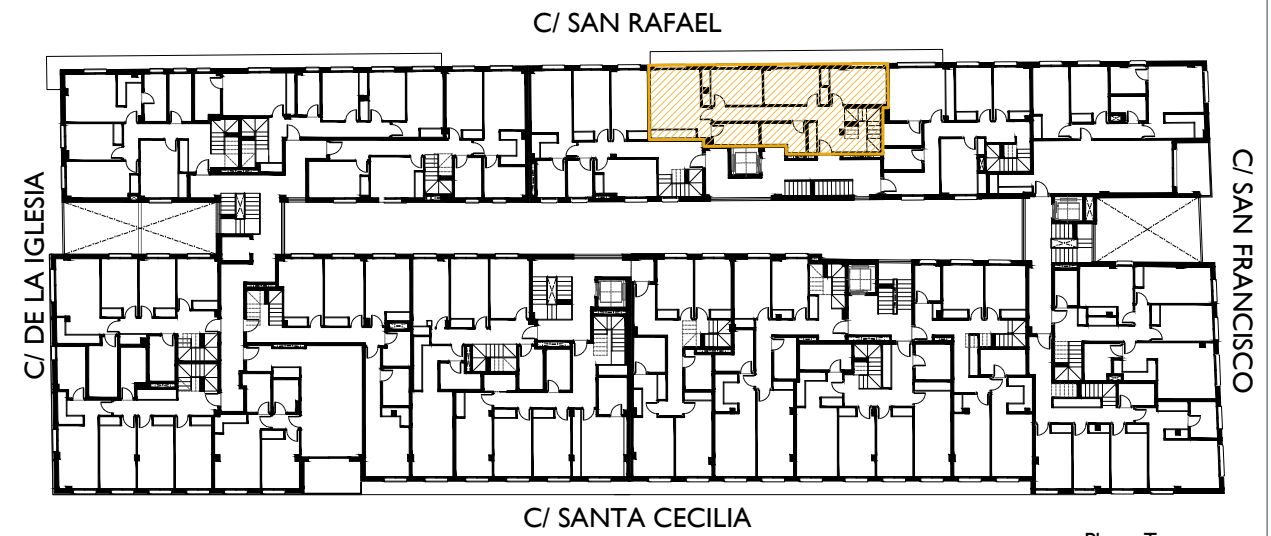 C/ SAN RAFAEL
C/ DE LA IGLESIA
C/ SAN FRANCISCO
C/ SANTA CECILIA